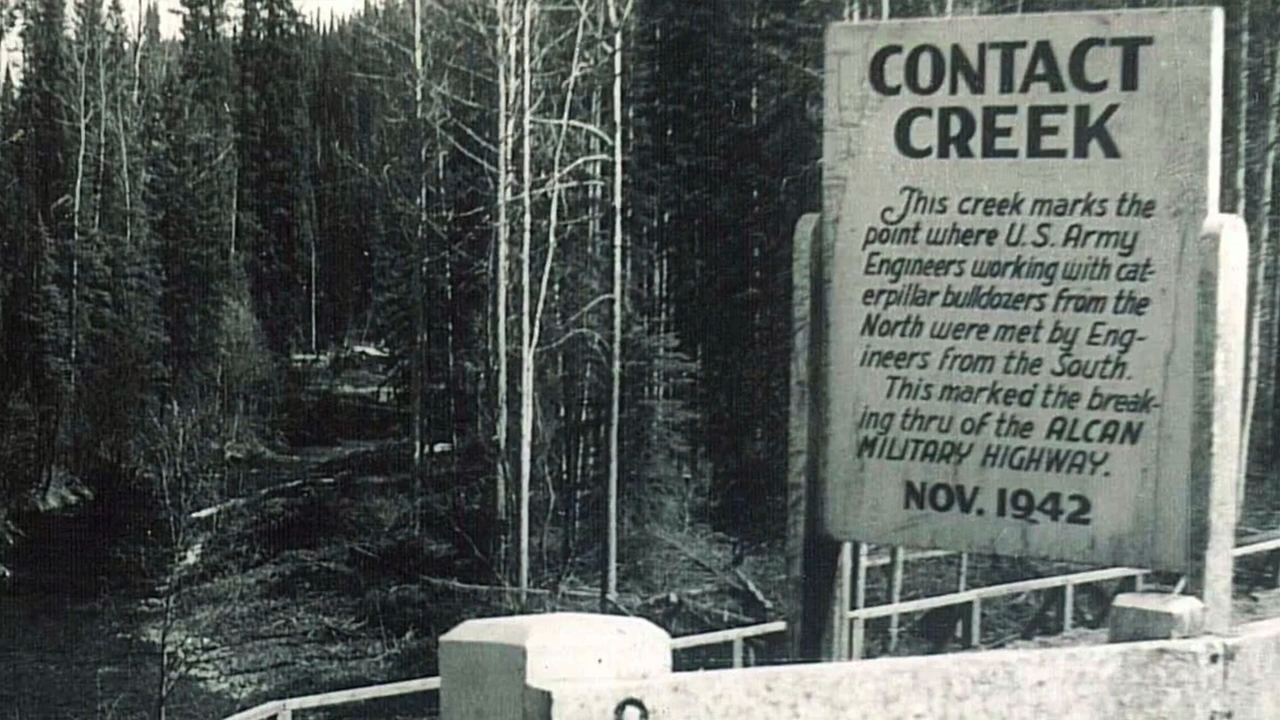 CONTACT
CREEK
This creek marks the
point where U.S. Army
Engineers working with cat-
erpillar bulldozers from the
North were met by Eng-
ineers from the South.
This marked the break-
ing thru of the ALCAN
MILITARY HIGHWAY.
NOV. 1942